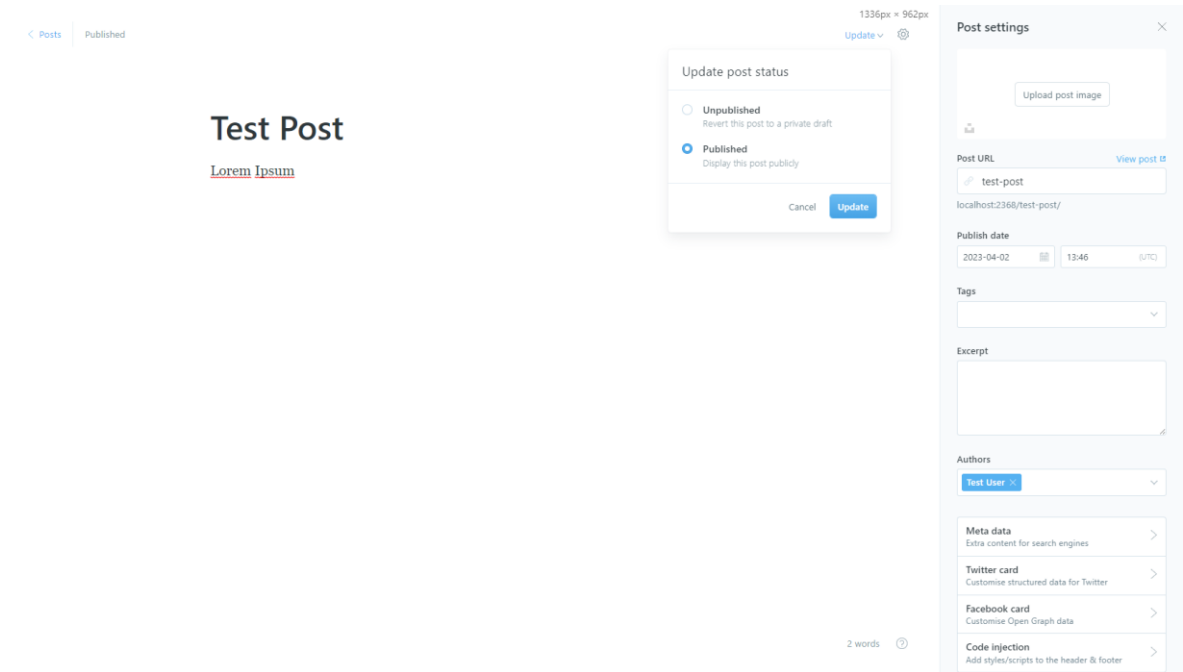 1336px × 962px
Posts
Published
Update
Update post status
Unpublished
Revert this post to a private draft
Published
Display this post publicly
Cancel
Update
Test Post
Lorem Ipsum
2 words
?
Post settings
Upload post image
Post URL
View post
test-post
localhost:2368/test-post/
Publish date
2023-04-02
13:46
(UTC)
Tags
Excerpt
Authors
Test User
Meta data
Extra content for search engines
Twitter card
Customise structured data for Twitter
Facebook card
Customise Open Graph data
Code injection
Add styles/scripts to the header & footer